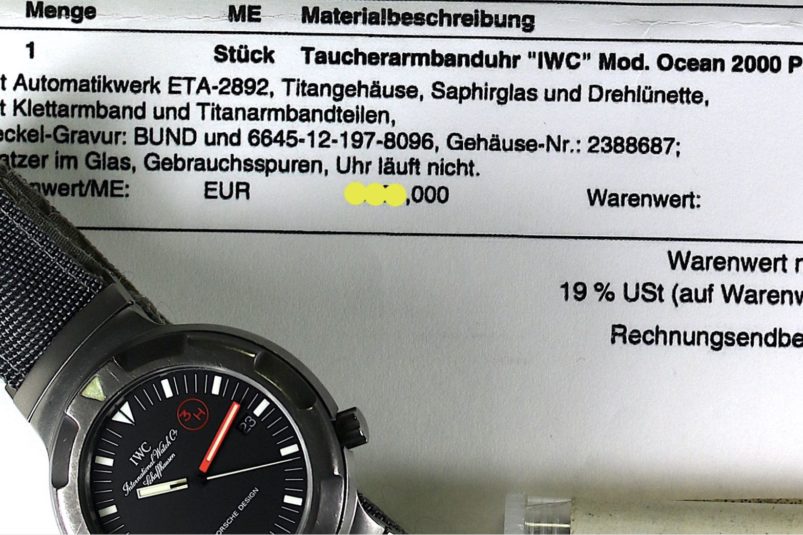 Menge ME Materialbeschreibung
1 Stück Taucherarmbanduhr "IWC" Mod. Ocean 2000 P
t Automatikwerk ETA-2892, Titangehäuse, Saphirglas und Drehlünette,
t Klettarmband und Titanarmbandteilen,
eckel-Gravur: BUND und 6645-12-197-8096, Gehäuse-Nr.: 2388687;
atzer im Glas, Gebrauchsspuren, Uhr läuft nicht.
nwert/ME: EUR ,000 Warenwert:
Warenwert n
19 % USt (auf Warenw
Rechnungsendbe
3H
23
IWC
International Watch Co
Schaffhausen
ORSCHE DESIGN